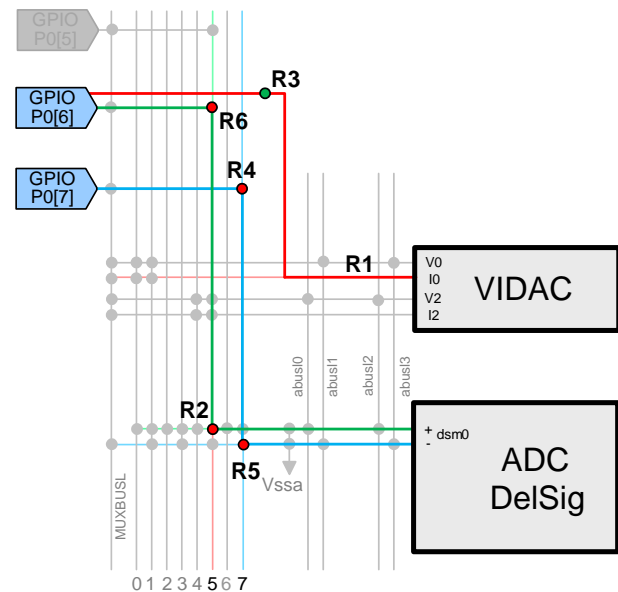 GPIO
P0[5]
R3
GPIO
P0[6]
R6
GPIO
P0[7]
R4
R1
V0
I0
V2
I2
VIDAC
abusl0
abusl1
abusl2
abusl3
R2
+
dsm0
-
ADC
DelSig
R5
Vssa
MUXBUSL
0 1 2 3 4 5 6 7